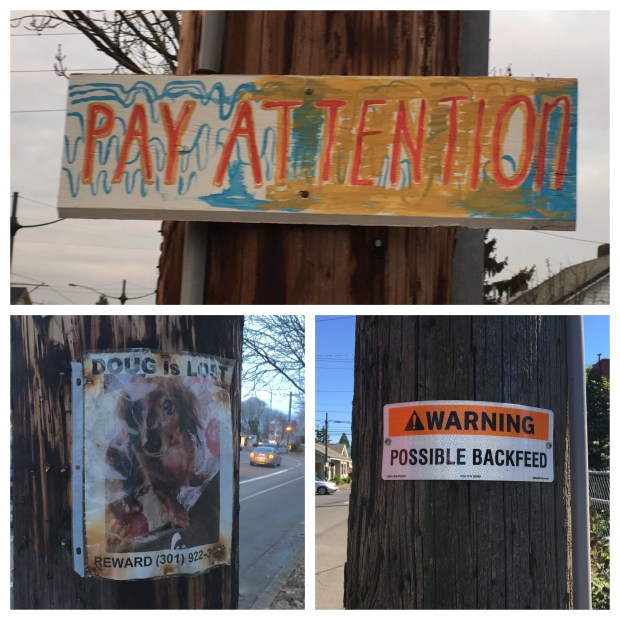 PAY ATTENTION
DOUG is LOST
REWARD (301) 922-
WARNING
POSSIBLE BACKFEED